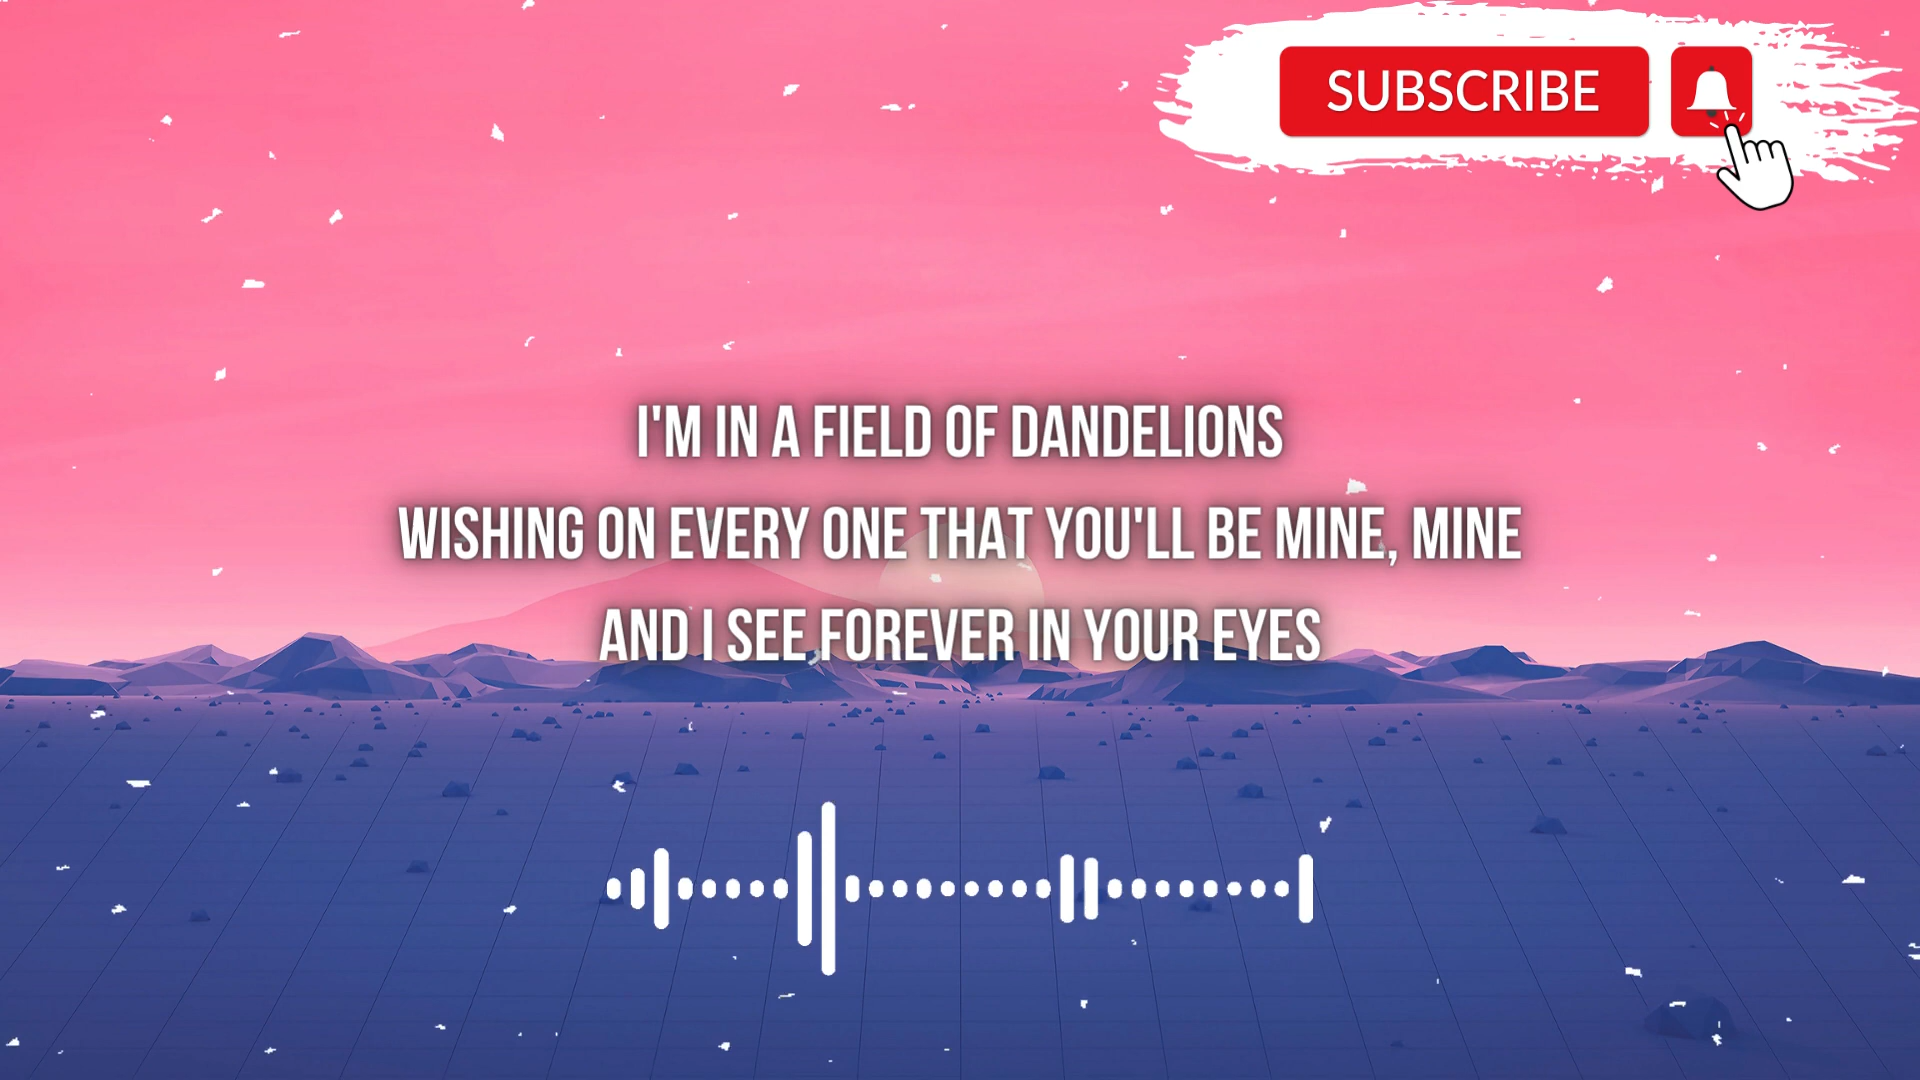 SUBSCRIBE
I'M IN A FIELD OF DANDELIONS
WISHING ON EVERY ONE THAT YOU'LL BE MINE, MINE
AND I SEE FOREVER IN YOUR EYES